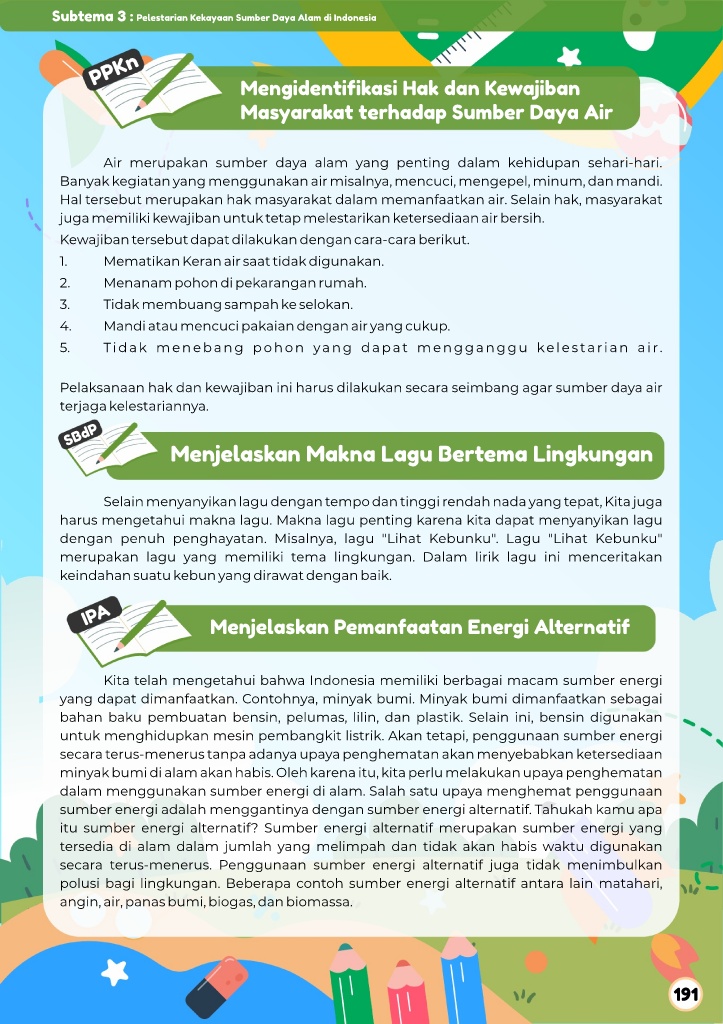 Subtema 3 : Pelestarian Kekayaan Sumber Daya Alam di Indonesia
PPKn
Mengidentifikasi Hak dan Kewajiban
Masyarakat terhadap Sumber Daya Air
Air merupakan sumber daya alam yang penting dalam kehidupan sehari-hari.
Banyak kegiatan yang menggunakan air misalnya, mencuci, mengepel, minum, dan mandi.
Hal tersebut merupakan hak masyarakat dalam memanfaatkan air. Selain hak, masyarakat
juga memiliki kewajiban untuk tetap melestarikan ketersediaan air bersih.
Kewajiban tersebut dapat dilakukan dengan cara-cara berikut.
1. Mematikan Keran air saat tidak digunakan.
2. Menanam pohon di pekarangan rumah.
3. Tidak membuang sampah ke selokan.
4. Mandi atau mencuci pakaian dengan air yang cukup.
5. Tidak menebang pohon yang dapat mengganggu kelestarian air.
Pelaksanaan hak dan kewajiban ini harus dilakukan secara seimbang agar sumber daya air
terjaga kelestariannya.
SBdP
Menjelaskan Makna Lagu Bertema Lingkungan
Selain menyanyikan lagu dengan tempo dan tinggi rendah nada yang tepat, Kita juga
harus mengetahui makna lagu. Makna lagu penting karena kita dapat menyanyikan lagu
dengan penuh penghayatan. Misalnya, lagu "Lihat Kebunku". Lagu "Lihat Kebunku"
merupakan lagu yang memiliki tema lingkungan. Dalam lirik lagu ini menceritakan
keindahan suatu kebun yang dirawat dengan baik.
IPA
Menjelaskan Pemanfaatan Energi Alternatif
Kita telah mengetahui bahwa Indonesia memiliki berbagai macam sumber energi
yang dapat dimanfaatkan. Contohnya, minyak bumi. Minyak bumi dimanfaatkan sebagai
bahan baku pembuatan bensin, pelumas, lilin, dan plastik. Selain ini, bensin digunakan
untuk menghidupkan mesin pembangkit listrik. Akan tetapi, penggunaan sumber energi
secara terus-menerus tanpa adanya upaya penghematan akan menyebabkan ketersediaan
minyak bumi di alam akan habis. Oleh karena itu, kita perlu melakukan upaya penghematan
dalam menggunakan sumber energi di alam. Salah satu upaya menghemat penggunaan
sumber energi adalah menggantinya dengan sumber energi alternatif. Tahukah kamu apa
itu sumber energi alternatif? Sumber energi alternatif merupakan sumber energi yang
tersedia di alam dalam jumlah yang melimpah dan tidak akan habis waktu digunakan
secara terus-menerus. Penggunaan sumber energi alternatif juga tidak menimbulkan
polusi bagi lingkungan. Beberapa contoh sumber energi alternatif antara lain matahari,
angin, air, panas bumi, biogas, dan biomassa.
191